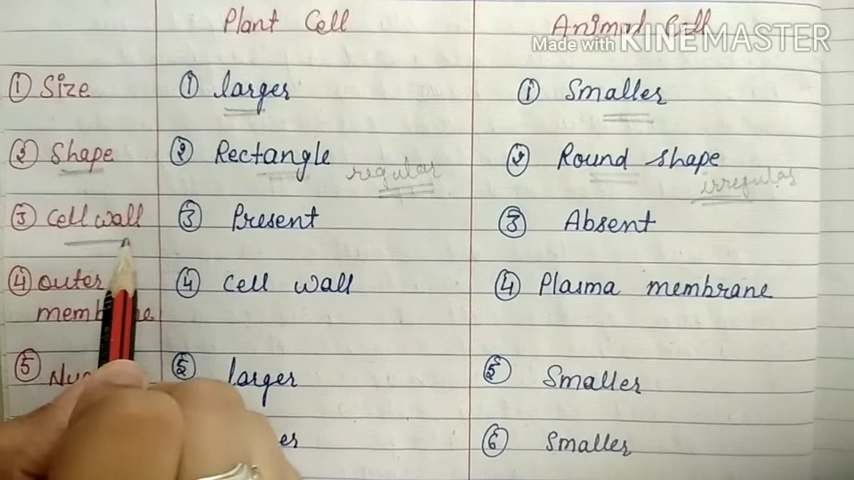 Plant Cell Animal Cell
Made with KINEMASTER
① Size ① larger ① Smaller
② Shape ② Rectangle regular ② Round shape irregular
③ Cell wall ③ Present ③ Absent
④ outer ④ Cell wall ④ Plasma membrane
membrane
⑤ ⑤ larger ⑤ Smaller
⑥ Smaller